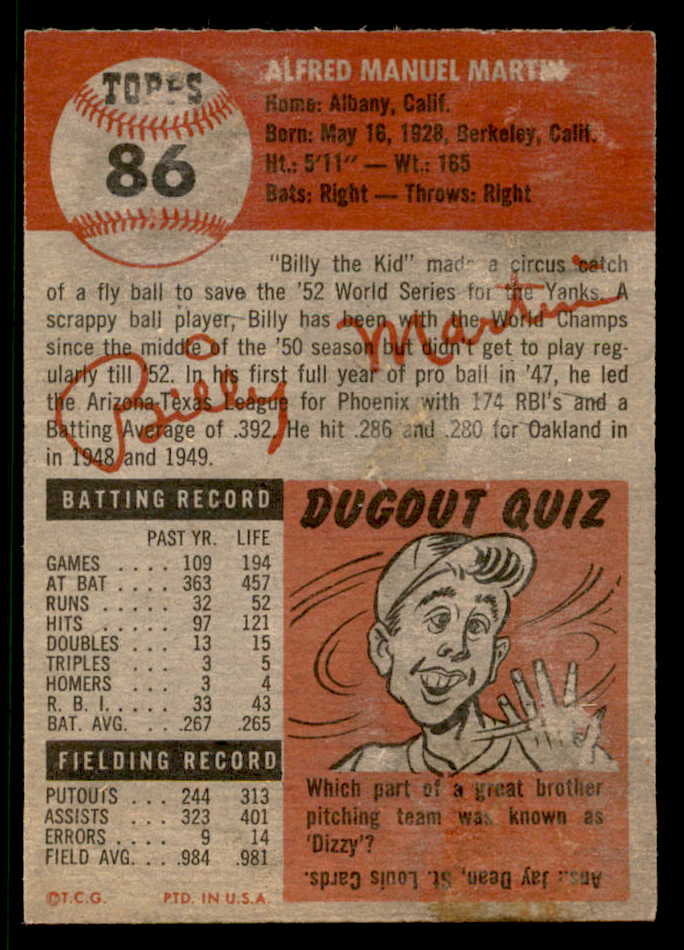 TOPPS
86
ALFRED MANUEL MARTIN
Home: Albany, Calif.
Born: May 16, 1928, Berkeley, Calif.
Ht.: 5'11" — Wt.: 165
Bats: Right — Throws: Right
"Billy the Kid" made a circus catch
of a fly ball to save the '52 World Series for the Yanks. A
scrappy ball player, Billy has been with the World Champs
since the middle of the '50 season but didn't get to play reg-
ularly till '52. In his first full year of pro ball in '47, he led
the Arizona-Texas League for Phoenix with 174 RBI's and a
Batting Average of .392. He hit .286 and .280 for Oakland in
in 1948 and 1949.
Billy Martin
BATTING RECORD
PAST YR. LIFE
GAMES .... 109 194
AT BAT .... 363 457
RUNS ..... 32 52
HITS ...... 97 121
DOUBLES ... 13 15
TRIPLES ... 3 5
HOMERS ... 3 4
R. B. I. .... 33 43
BAT. AVG. ... .267 .265
FIELDING RECORD
PUTOUTS ... 244 313
ASSISTS .... 323 401
ERRORS .... 9 14
FIELD AVG. ... .984 .981
©T.C.G. PTD. IN U.S.A.
DUGOUT QUIZ
Which part of a great brother
pitching team was known as
'Dizzy'?
Ans.: Jay Dean, St. Louis Cards.